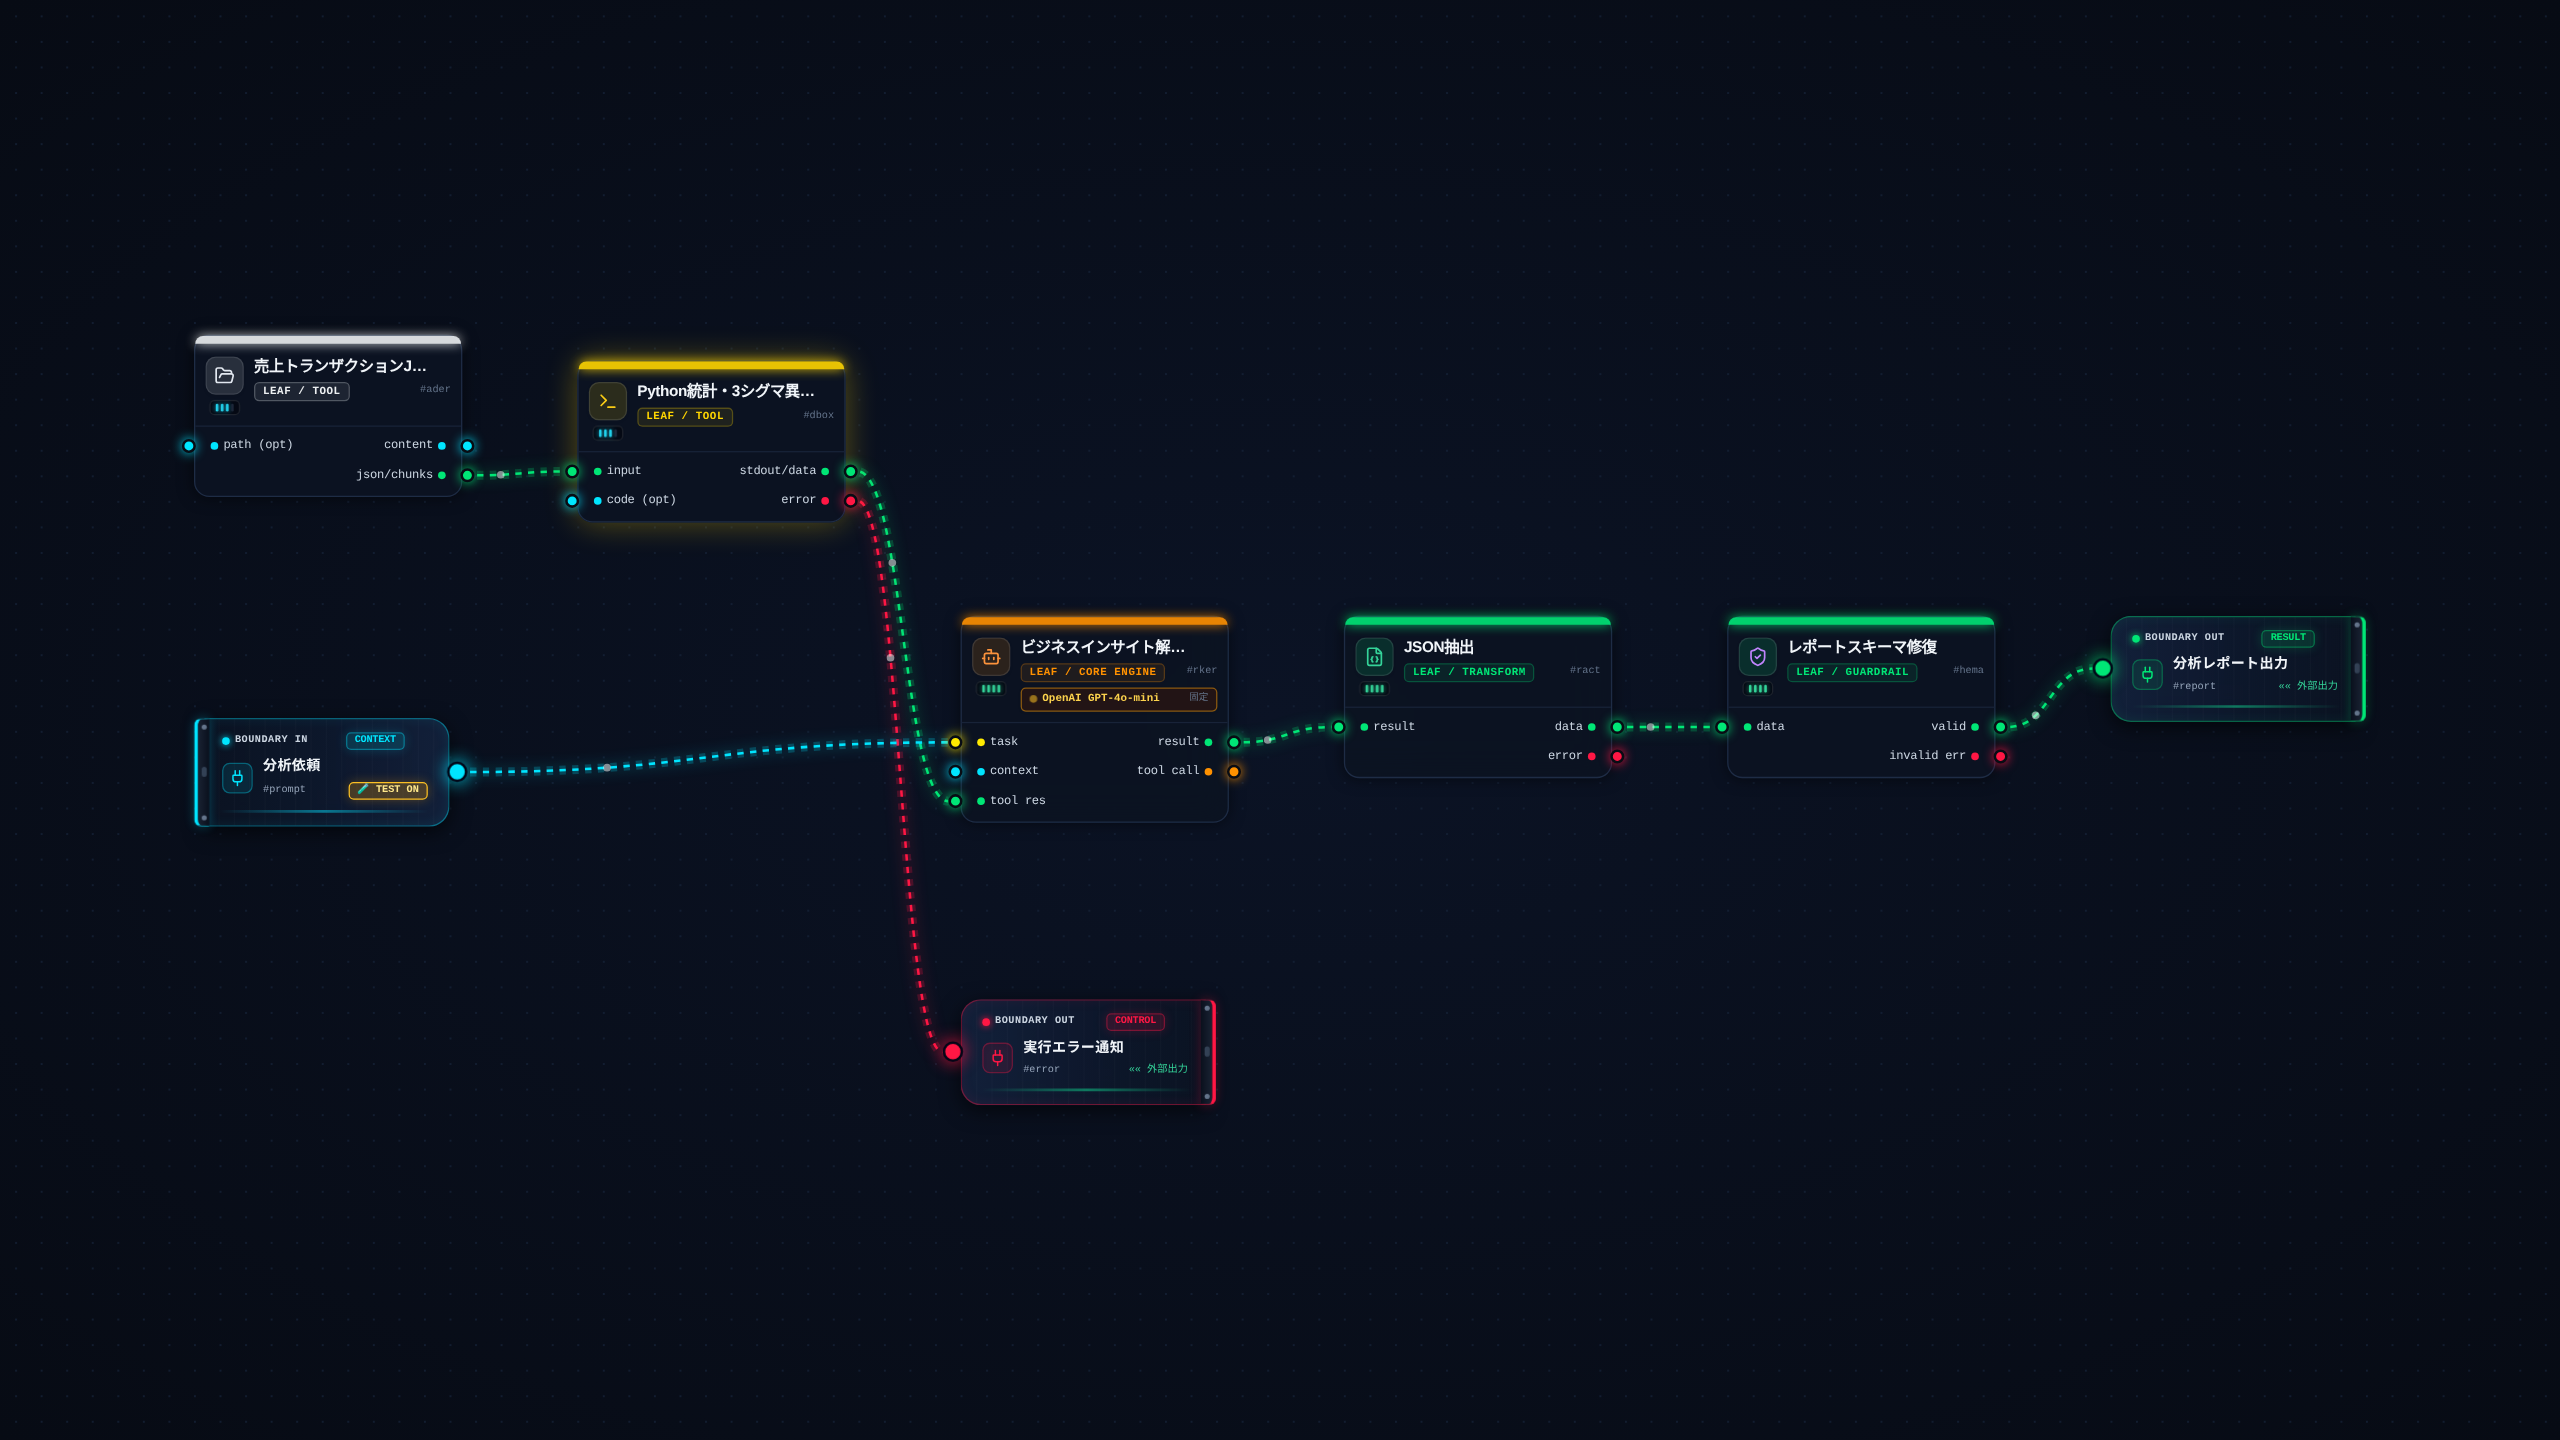 売上トランザクションJ…
LEAF / TOOL
#ader
path (opt)
content
json/chunks
Python統計・3シグマ異…
LEAF / TOOL
#dbox
input
stdout/data
code (opt)
error
BOUNDARY IN
CONTEXT
分析依頼
#prompt
TEST ON
ビジネスインサイト解…
LEAF / CORE ENGINE
#rker
OpenAI GPT-4o-mini
固定
task
result
context
tool call
tool res
JSON抽出
LEAF / TRANSFORM
#ract
result
data
error
レポートスキーマ修復
LEAF / GUARDRAIL
#hema
data
valid
invalid err
BOUNDARY OUT
RESULT
分析レポート出力
#report
«« 外部出力
BOUNDARY OUT
CONTROL
実行エラー通知
#error
«« 外部出力